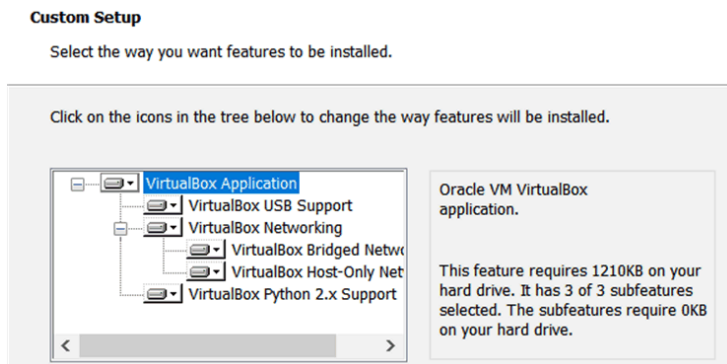 Custom Setup
Select the way you want features to be installed.
Click on the icons in the tree below to change the way features will be installed.
VirtualBox Application
VirtualBox USB Support
VirtualBox Networking
VirtualBox Bridged Netwo
VirtualBox Host-Only Net
VirtualBox Python 2.x Support
Oracle VM VirtualBox
application.
This feature requires 1210KB on your
hard drive. It has 3 of 3 subfeatures
selected. The subfeatures require 0KB
on your hard drive.